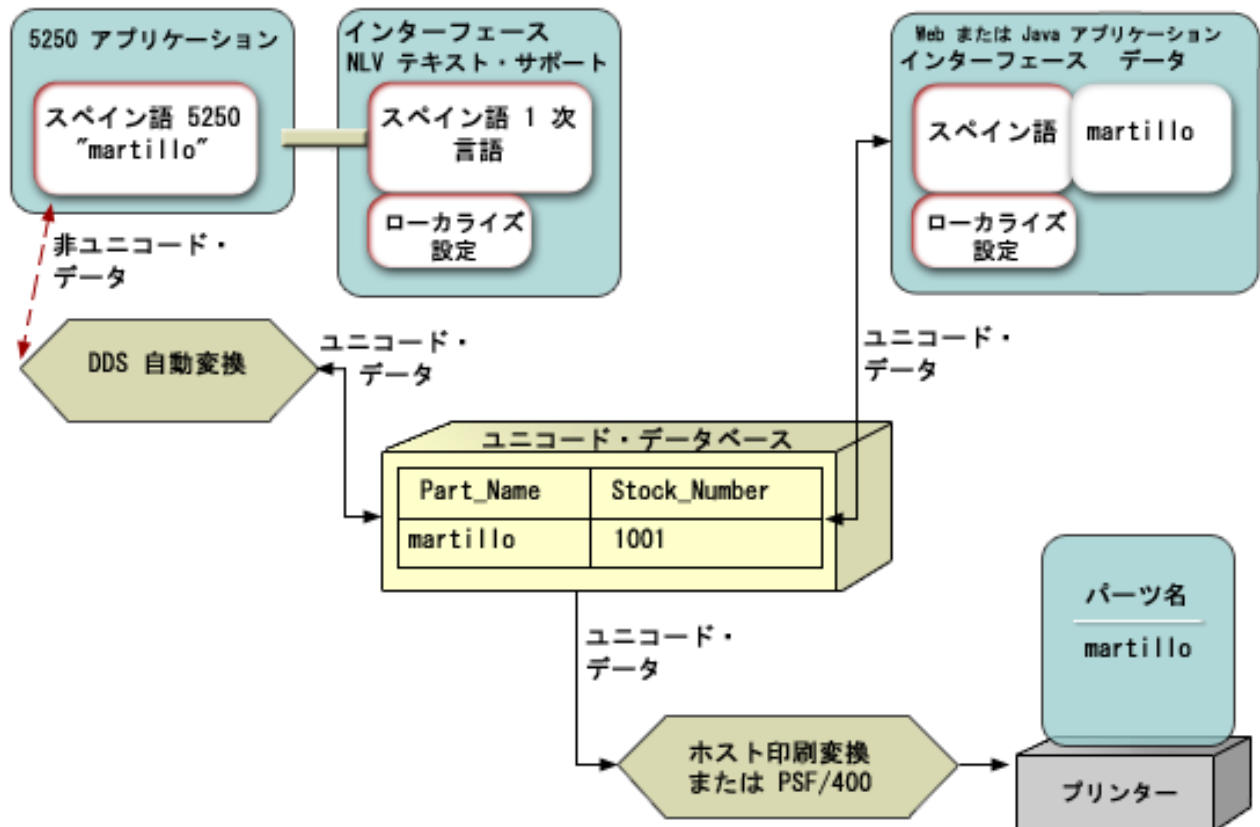 5250 アプリケーション
スペイン語 5250
"martillo"
インターフェース
NLV テキスト・サポート
スペイン語 1 次
言語
ローカライズ
設定
Web または Java アプリケーション
インターフェース データ
スペイン語
martillo
ローカライズ
設定
非ユニコード・
データ
DDS 自動変換
ユニコード・
データ
ユニコード・
データ
ユニコード・データベース
Part_Name Stock_Number
martillo 1001
ユニコード・
データ
ホスト印刷変換
または PSF/400
パーツ名
martillo
プリンター